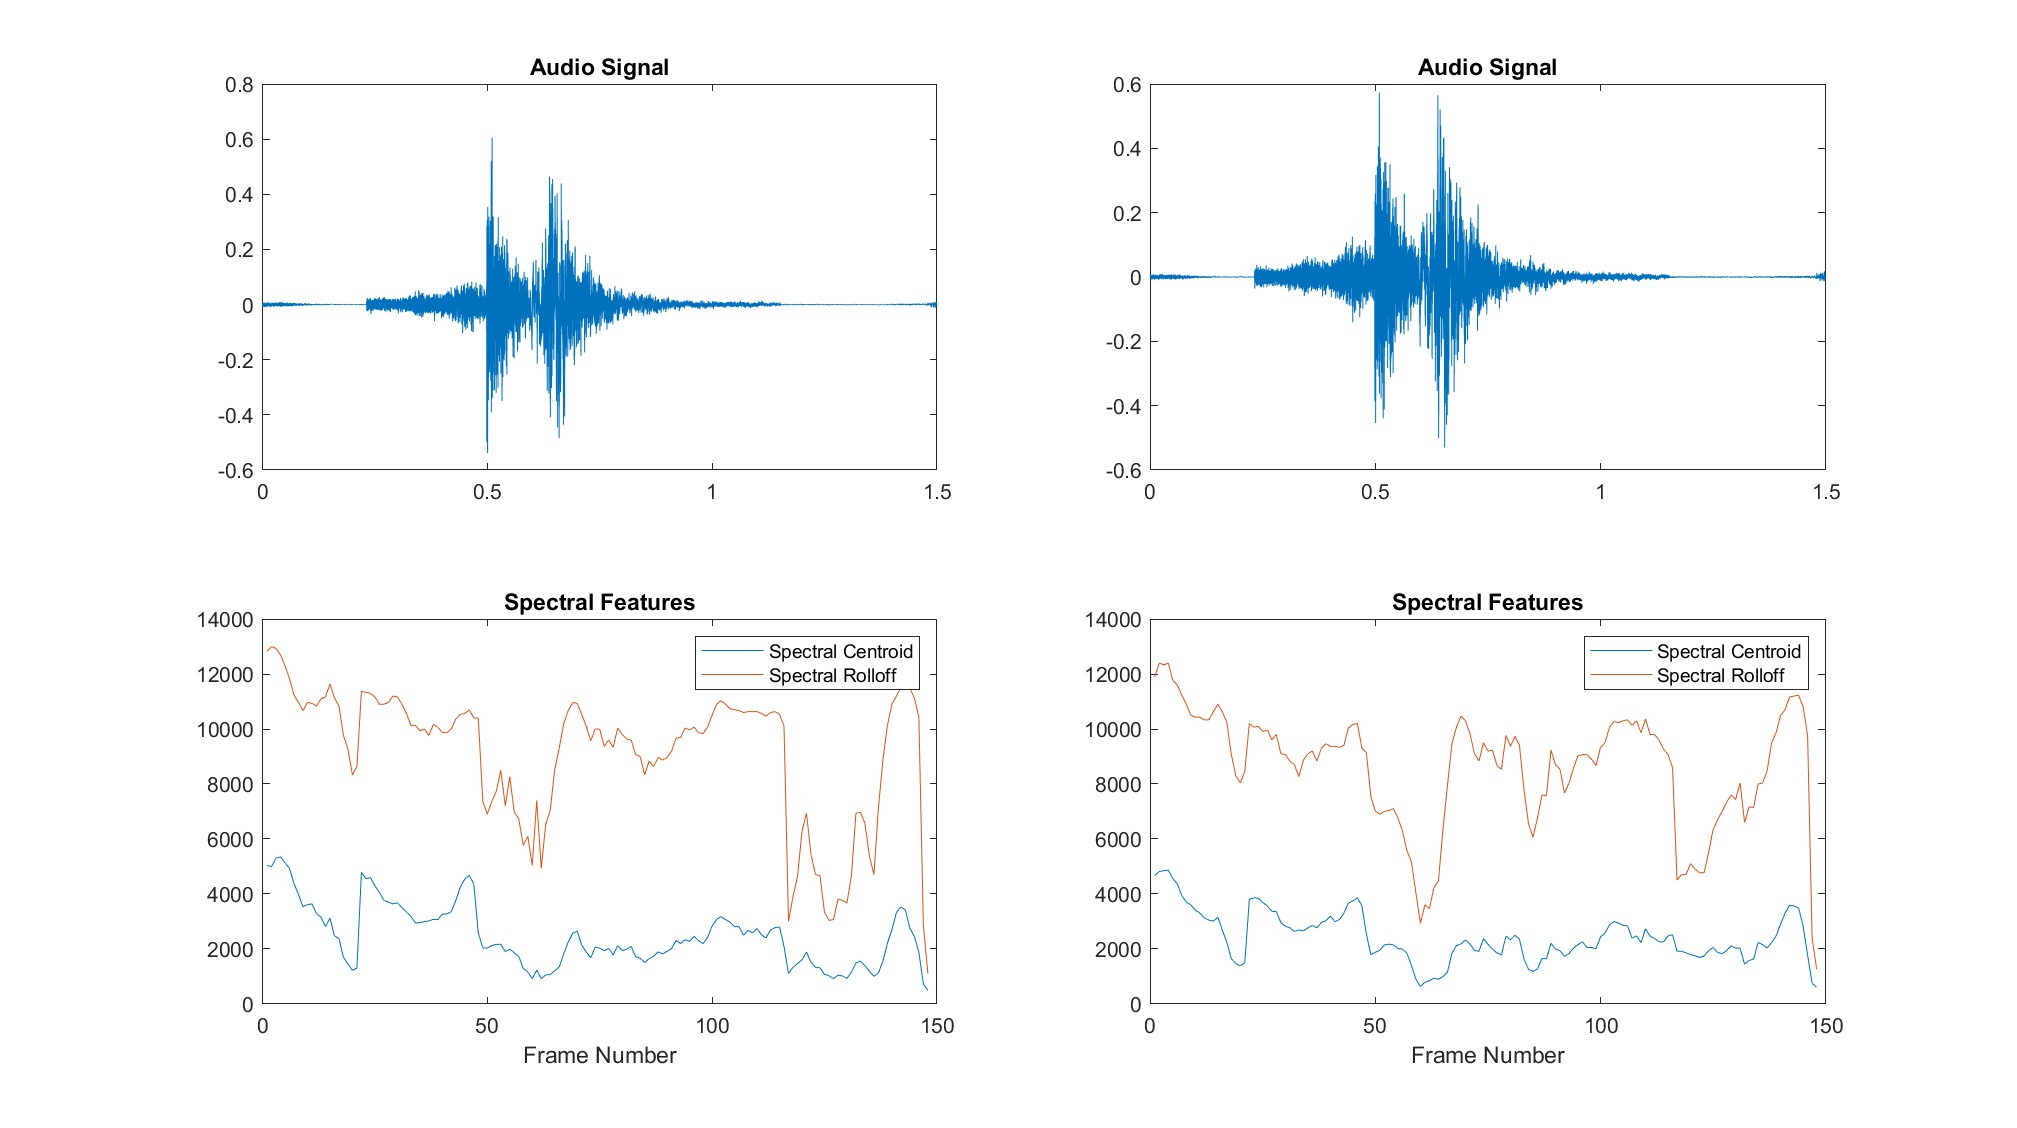 Audio Signal
0.8
0.6
0.4
0.2
0
-0.2
-0.4
-0.6
0 0.5 1 1.5
Audio Signal
0.6
0.4
0.2
0
-0.2
-0.4
-0.6
0 0.5 1 1.5
Spectral Features
14000
12000
10000
8000
6000
4000
2000
0
Spectral Centroid
Spectral Rolloff
0 50 100 150
Frame Number
Spectral Features
14000
12000
10000
8000
6000
4000
2000
0
Spectral Centroid
Spectral Rolloff
0 50 100 150
Frame Number